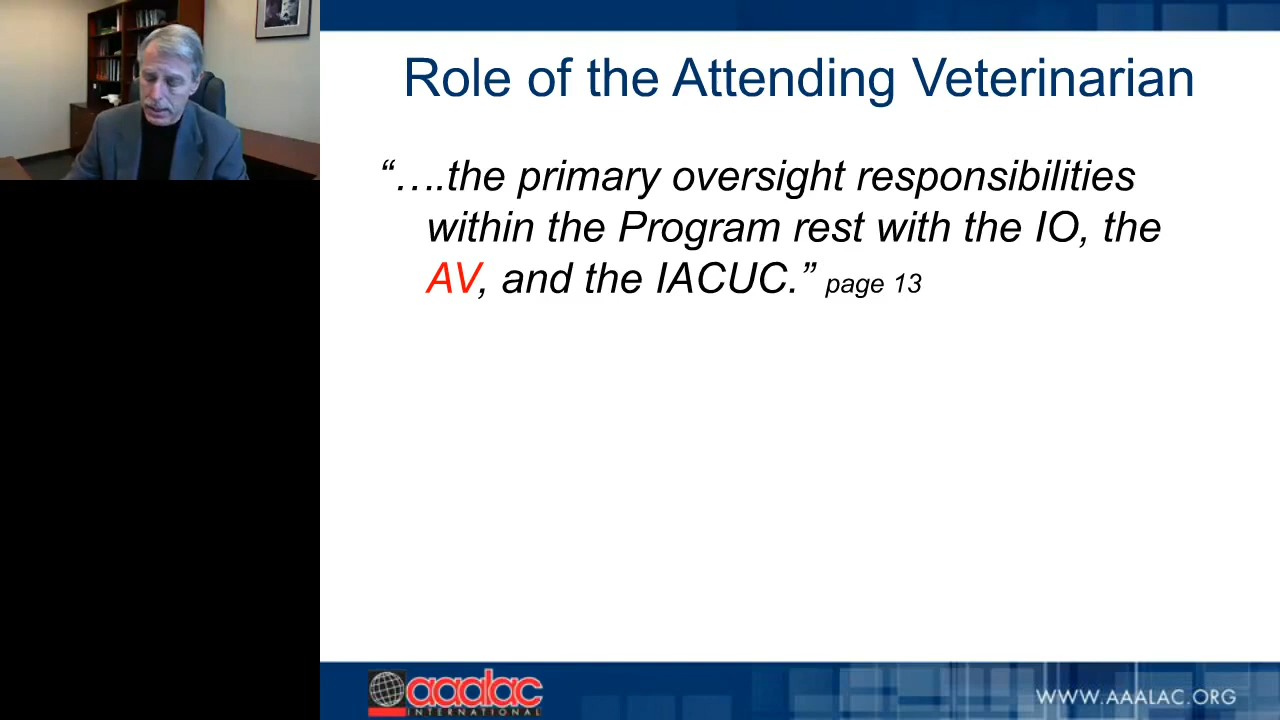 Role of the Attending Veterinarian
“….the primary oversight responsibilities
within the Program rest with the IO, the
AV, and the IACUC.” page 13
aaalac
INTERNATIONAL
WWW.AAALAC.ORG